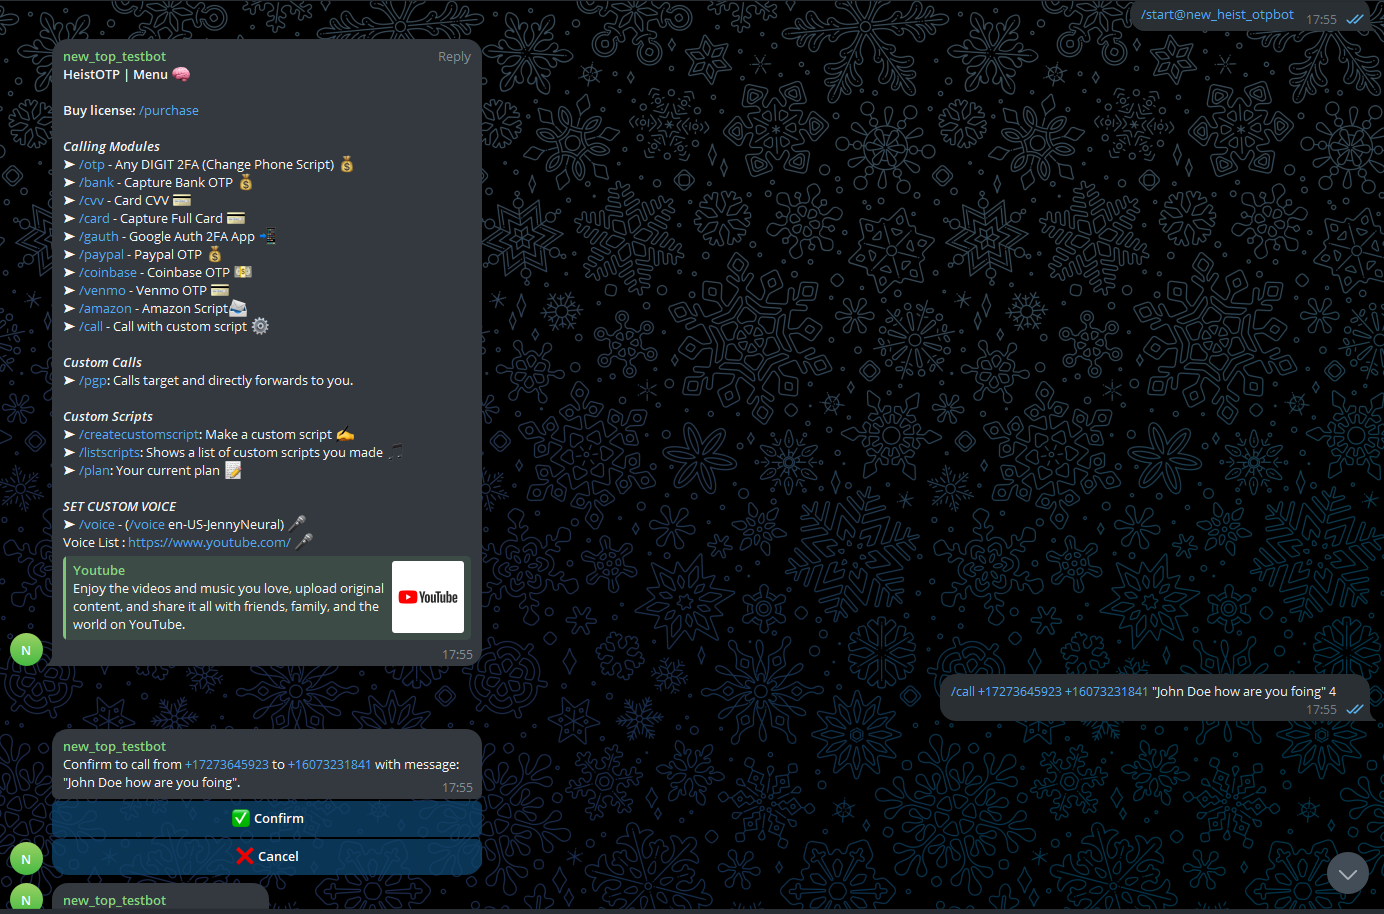 /start@new_heist_otpbot 17:55
new_top_testbot Reply
HeistOTP | Menu 🧠
Buy license: /purchase
Calling Modules
➤ /otp - Any DIGIT 2FA (Change Phone Script) 💰
➤ /bank - Capture Bank OTP 💰
➤ /cvv - Card CVV 💳
➤ /card - Capture Full Card 💳
➤ /gauth - Google Auth 2FA App 📲
➤ /paypal - Paypal OTP 💰
➤ /coinbase - Coinbase OTP 💵
➤ /venmo - Venmo OTP 💳
➤ /amazon - Amazon Script📨
➤ /call - Call with custom script ⚙️
Custom Calls
➤ /pgp: Calls target and directly forwards to you.
Custom Scripts
➤ /createcustomscript: Make a custom script ✍️
➤ /listscripts: Shows a list of custom scripts you made 🎵
➤ /plan: Your current plan 📝
SET CUSTOM VOICE
➤ /voice - (/voice en-US-JennyNeural) 🎤
Voice List : https://www.youtube.com/ 🎤
Youtube
Enjoy the videos and music you love, upload original
content, and share it all with friends, family, and the
world on YouTube.
YouTube
N
17:55
/call +17273645923 +16073231841 "John Doe how are you foing" 4
17:55
new_top_testbot
Confirm to call from +17273645923 to +16073231841 with message:
"John Doe how are you foing".
17:55
✅ Confirm
❌ Cancel
N
new_top_testbot
N